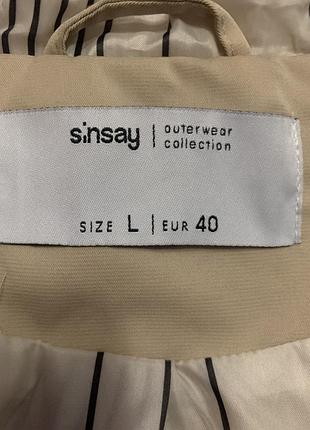 sinsay | outerwear
collection
SIZE L | EUR 40